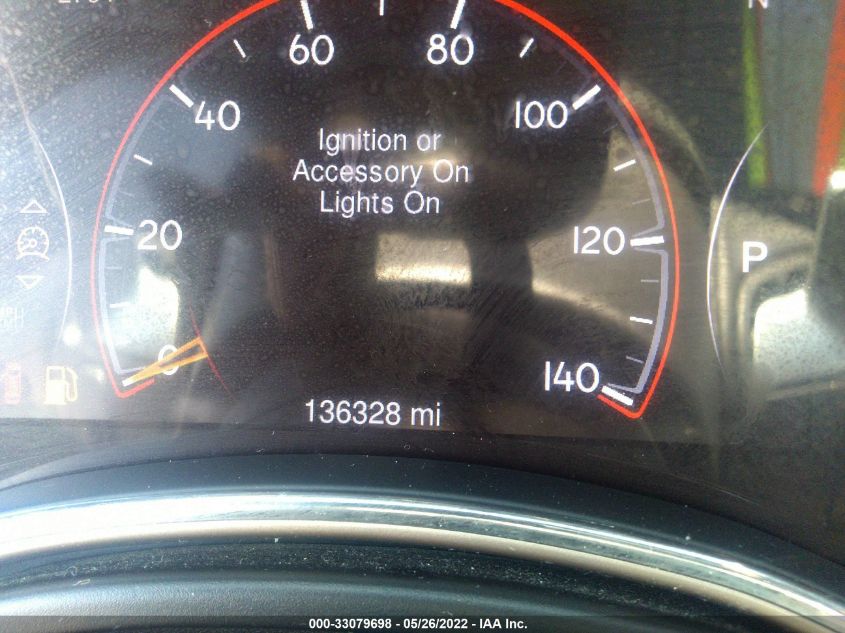 N
60 80
40 100
Ignition or
Accessory On
Lights On
20 120
P
0 140
136328 mi
000-33079698 - 05/26/2022 - IAA Inc.